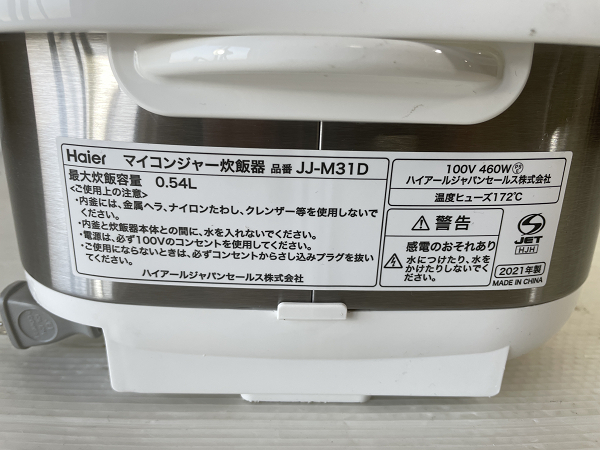 Haier マイコンジャー炊飯器 品番 JJ-M31D
最大炊飯容量 0.54L
<ご使用上の注意>
・内釜には、金属ヘラ、ナイロンたわし、クレンザー等を使用しないで
ください。
・内釜と炊飯器本体との間に、水を入れないでください。
・電源は、必ず100Vのコンセントを使用してください。
・ご使用にならないときは、必ずコンセントからさし込みプラグを抜い
てください。
ハイアールジャパンセールス株式会社
100V 460W
ハイアールジャパンセールス株式会社
温度ヒューズ172℃
警告
感電のおそれあり
水につけたり、水を
かけたりしないでく
ださい。
JET
HJH
2021年製
MADE IN CHINA